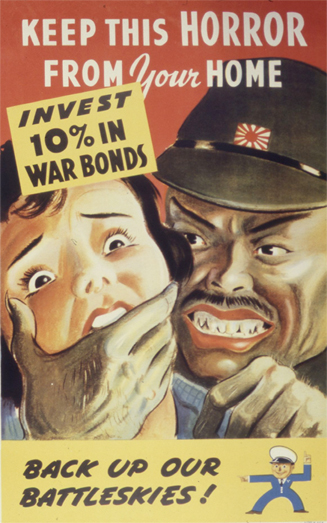 KEEP THIS HORROR
FROM Your HOME
INVEST
10% IN
WAR BONDS
BACK UP OUR
BATTLESKIES!